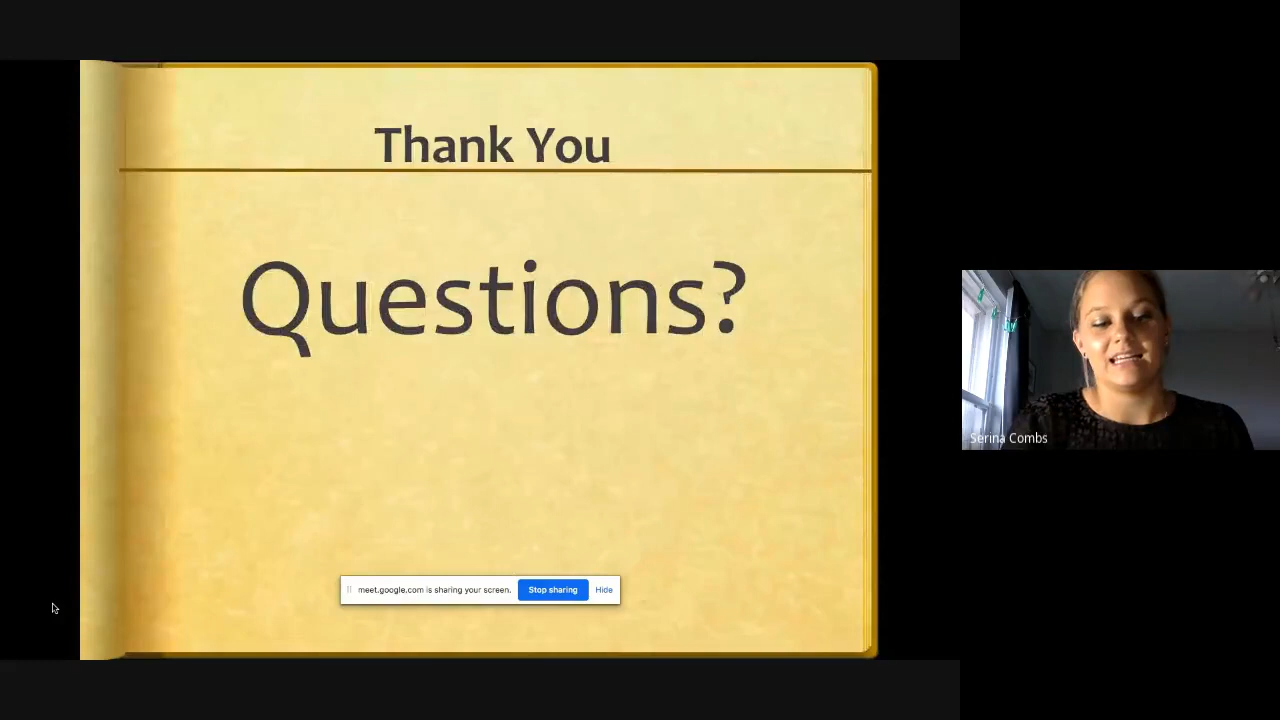 Thank You
Questions?
meet.google.com is sharing your screen. Stop sharing Hide
Serina Combs